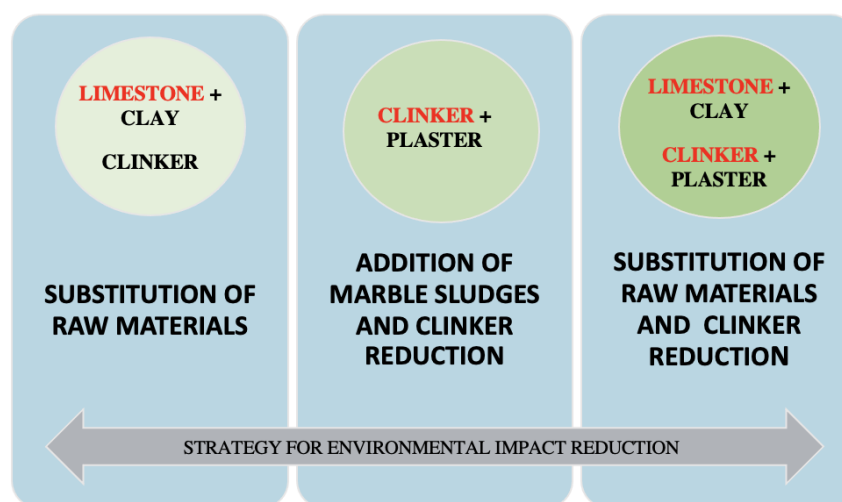 LIMESTONE +
CLAY
CLINKER
SUBSTITUTION OF
RAW MATERIALS
CLINKER +
PLASTER
ADDITION OF
MARBLE SLUDGES
AND CLINKER
REDUCTION
LIMESTONE +
CLAY
CLINKER +
PLASTER
SUBSTITUTION OF
RAW MATERIALS
AND CLINKER
REDUCTION
STRATEGY FOR ENVIRONMENTAL IMPACT REDUCTION